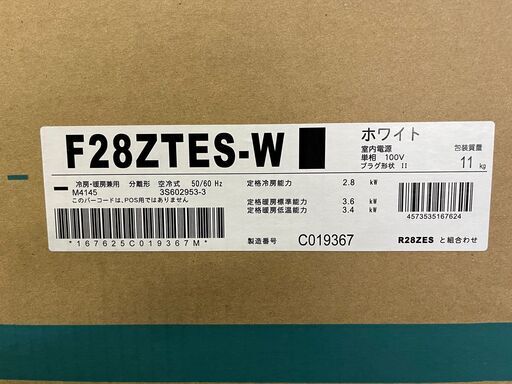 F28ZTES-W
ホワイト
室内電源
単相 100V
プラグ形状 II
包装質量
11 kg
冷房・暖房兼用 分離形 空冷式 50/60 Hz
M4145 3S602953-3
このバーコードは、POS用ではありません
*167625C019367M*
定格冷房能力 2.8 kW
定格暖房標準能力 3.6 kW
定格暖房低温能力 3.4 kW
製造番号 C019367
4573535167624
R28ZES と組合わせ